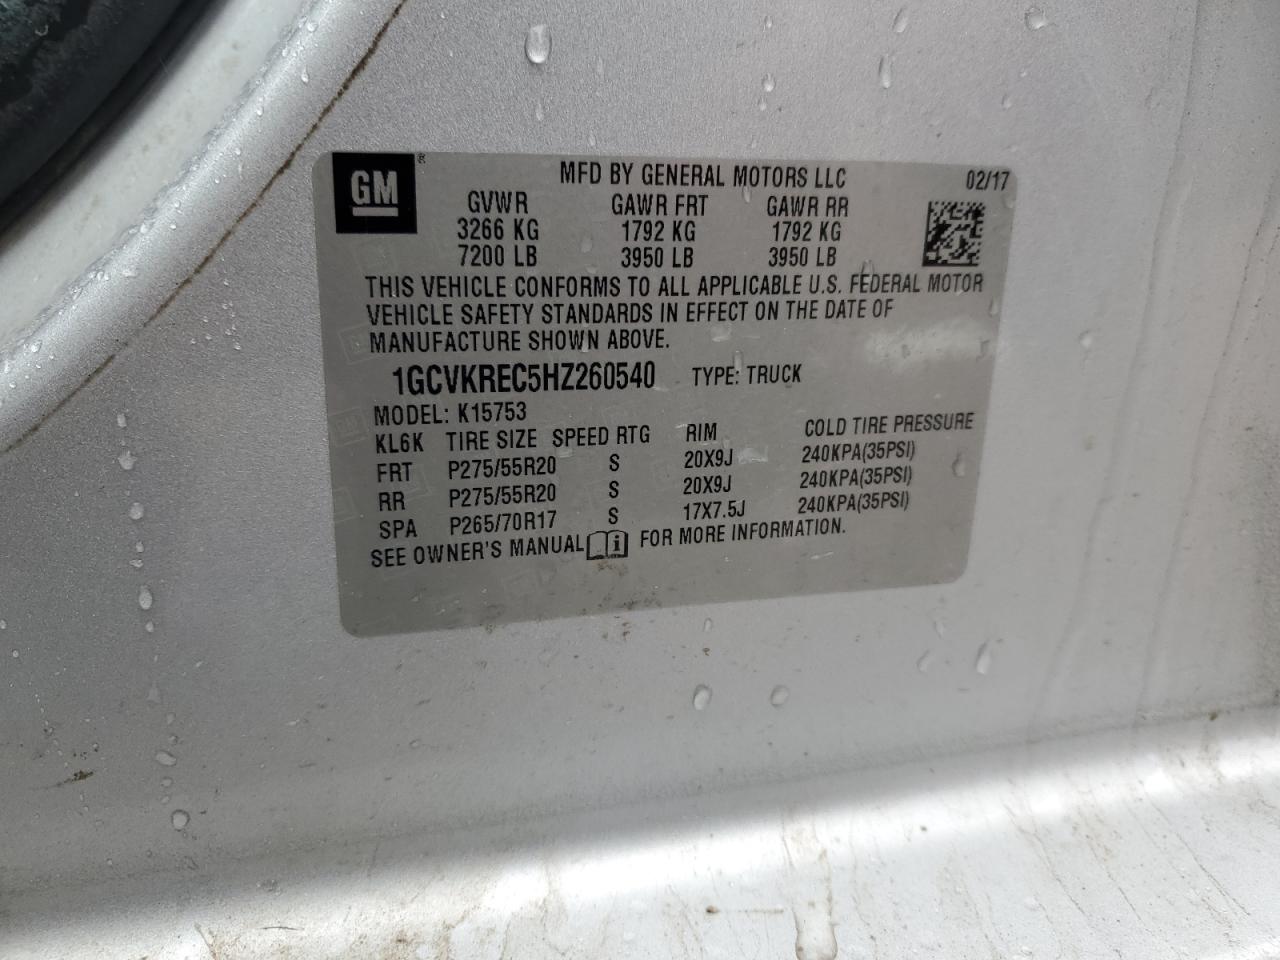 GM®
MFD BY GENERAL MOTORS LLC 02/17
GVWR GAWR FRT GAWR RR
3266 KG 1792 KG 1792 KG
7200 LB 3950 LB 3950 LB
THIS VEHICLE CONFORMS TO ALL APPLICABLE U.S. FEDERAL MOTOR
VEHICLE SAFETY STANDARDS IN EFFECT ON THE DATE OF
MANUFACTURE SHOWN ABOVE.
1GCVKREC5HZ260540 TYPE: TRUCK
MODEL: K15753
KL6K TIRE SIZE SPEED RTG RIM COLD TIRE PRESSURE
FRT P275/55R20 S 20X9J 240KPA(35PSI)
RR P275/55R20 S 20X9J 240KPA(35PSI)
SPA P265/70R17 S 17X7.5J 240KPA(35PSI)
SEE OWNER'S MANUAL i FOR MORE INFORMATION.